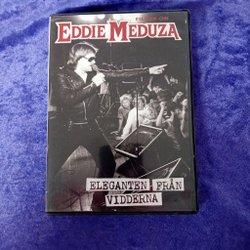 EDDIE MEDUZA
ELEGANTEN FRÅN
VIDDERNA